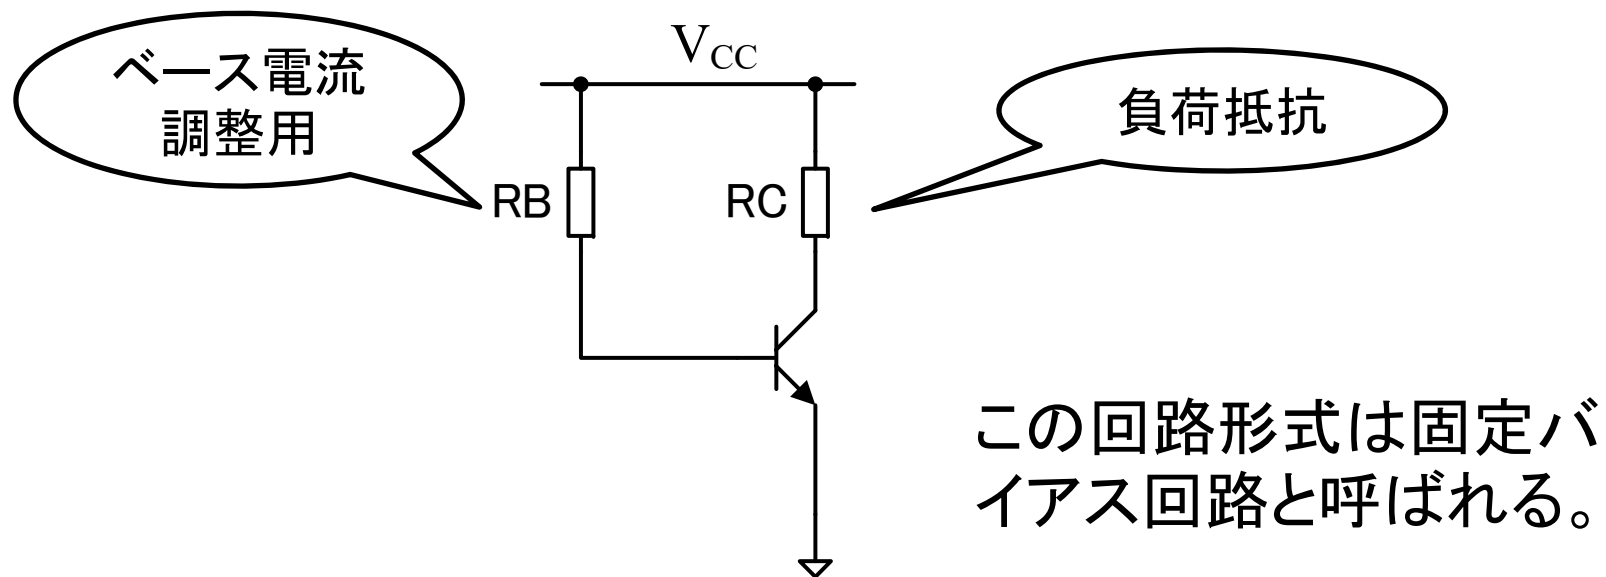 V_CC
ベース電流
調整用
負荷抵抗
RB
RC
この回路形式は固定バ
イアス回路と呼ばれる。